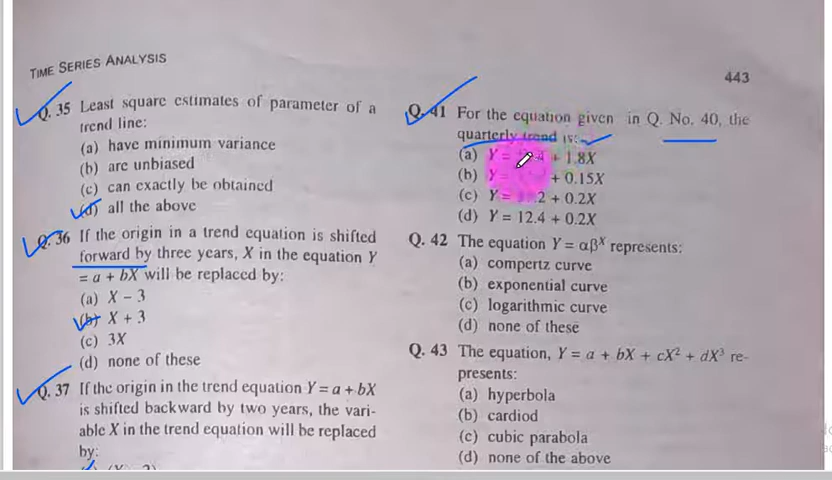 TIME SERIES ANALYSIS
443
Q. 35 Least square estimates of parameter of a
trend line:
(a) have minimum variance
(b) are unbiased
(c) can exactly be obtained
(d) all the above
Q. 36 If the origin in a trend equation is shifted
forward by three years, X in the equation Y
= a + bX will be replaced by:
(a) X − 3
(b) X + 3
(c) 3X
(d) none of these
Q. 37 If the origin in the trend equation Y = a + bX
is shifted backward by two years, the vari-
able X in the trend equation will be replaced
by:
Q. 41 For the equation given in Q. No. 40, the
quarterly trend is:
(a) Y = + 1.8X
(b) Y = + 0.15X
(c) Y = .2 + 0.2X
(d) Y = 12.4 + 0.2X
Q. 42 The equation Y = αβˣ represents:
(a) compertz curve
(b) exponential curve
(c) logarithmic curve
(d) none of these
Q. 43 The equation, Y = a + bX + cX² + dX³ re-
presents:
(a) hyperbola
(b) cardiod
(c) cubic parabola
(d) none of the above